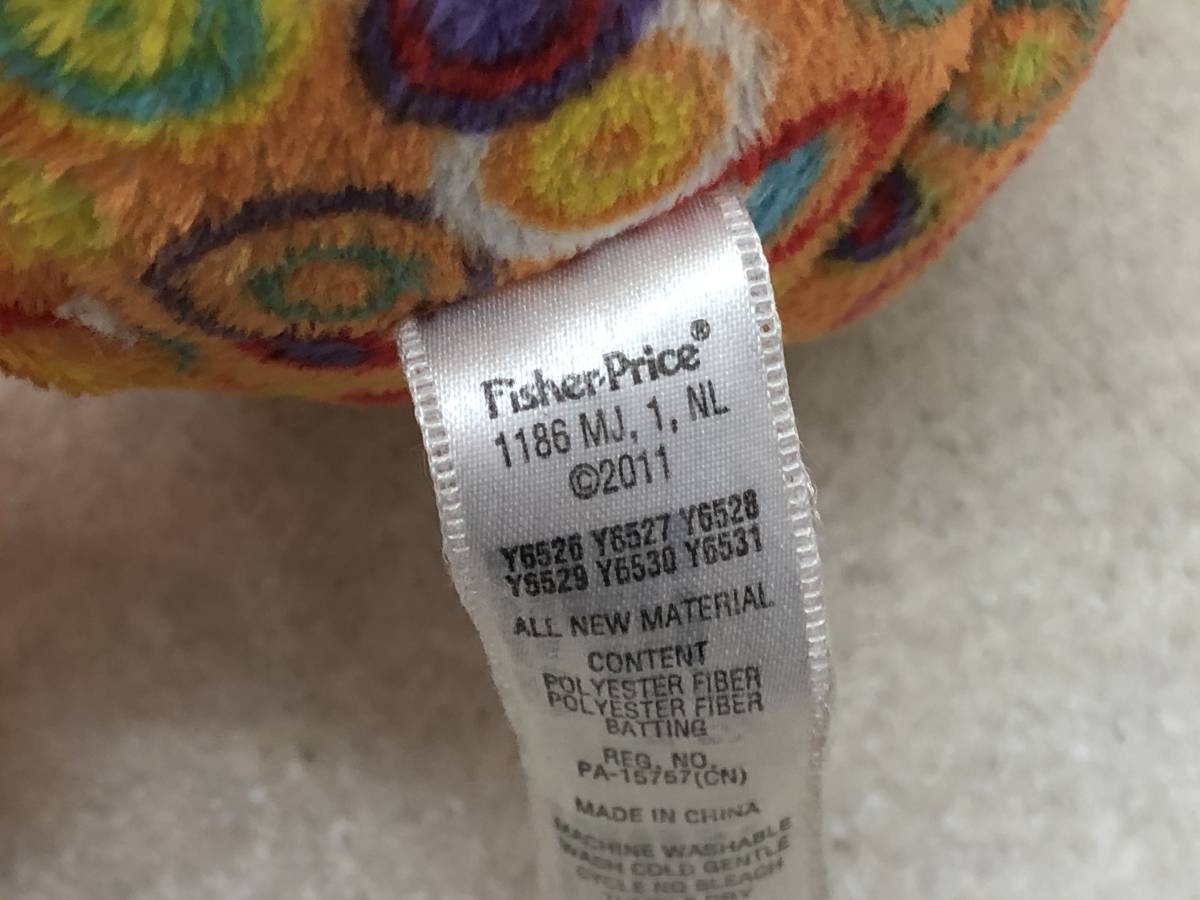 Fisher-Price®
1186 MJ, 1, NL
©2011
Y6526 Y6527 Y6528
Y6529 Y6530 Y6531
ALL NEW MATERIAL
CONTENT
POLYESTER FIBER
POLYESTER FIBER
BATTING
REG. NO.
PA-15757(CN)
MADE IN CHINA
MACHINE WASHABLE
WASH COLD GENTLE
CYCLE NO BLEACH
DRY